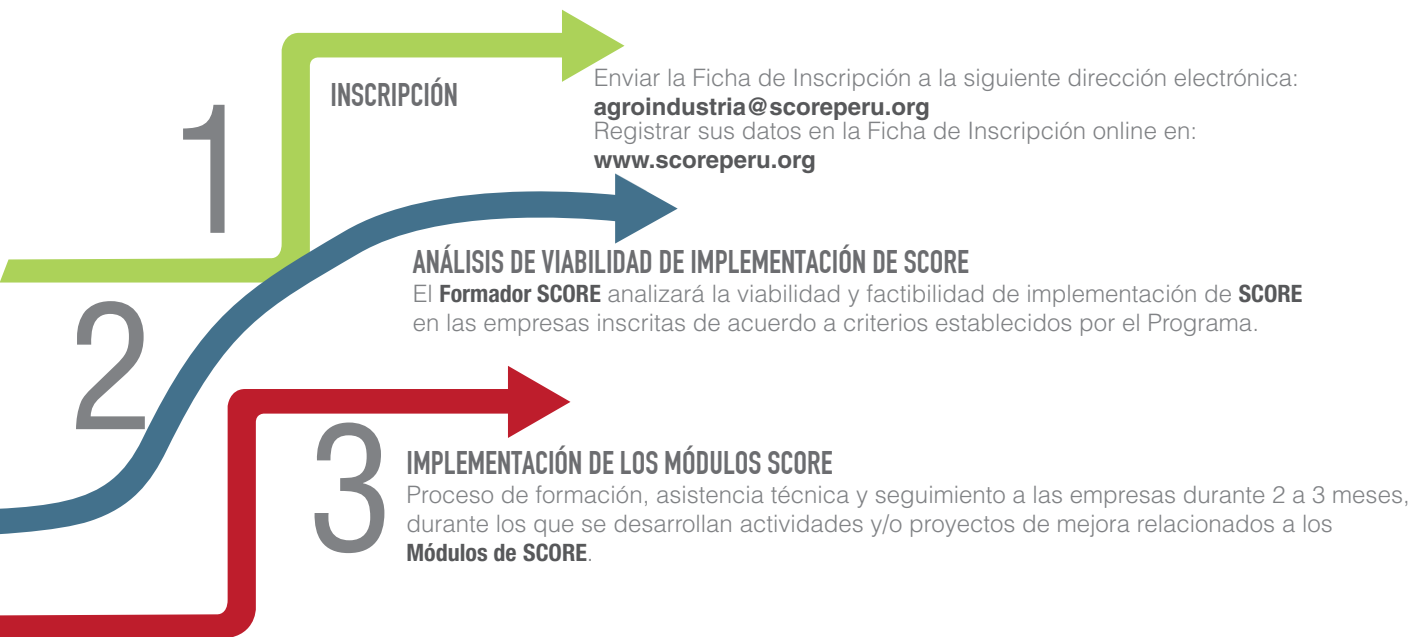 1
INSCRIPCIÓN
Enviar la Ficha de Inscripción a la siguiente dirección electrónica:
agroindustria@scoreperu.org
Registrar sus datos en la Ficha de Inscripción online en:
www.scoreperu.org
2
ANÁLISIS DE VIABILIDAD DE IMPLEMENTACIÓN DE SCORE
El Formador SCORE analizará la viabilidad y factibilidad de implementación de SCORE
en las empresas inscritas de acuerdo a criterios establecidos por el Programa.
3
IMPLEMENTACIÓN DE LOS MÓDULOS SCORE
Proceso de formación, asistencia técnica y seguimiento a las empresas durante 2 a 3 meses,
durante los que se desarrollan actividades y/o proyectos de mejora relacionados a los
Módulos de SCORE.